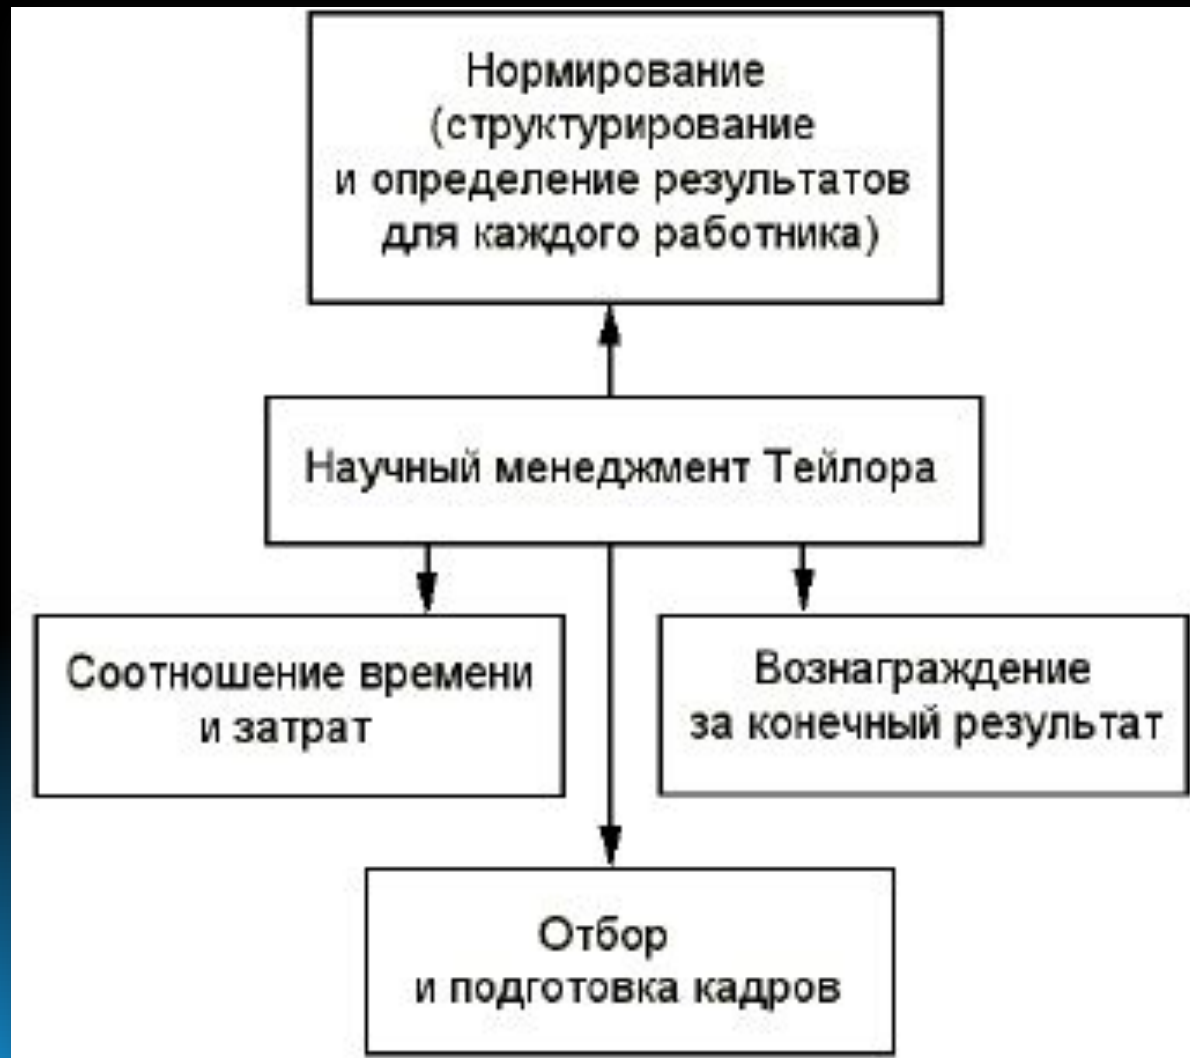 Нормирование
(структурирование
и определение результатов
для каждого работника)
Научный менеджмент Тейлора
Соотношение времени
и затрат
Вознаграждение
за конечный результат
Отбор
и подготовка кадров